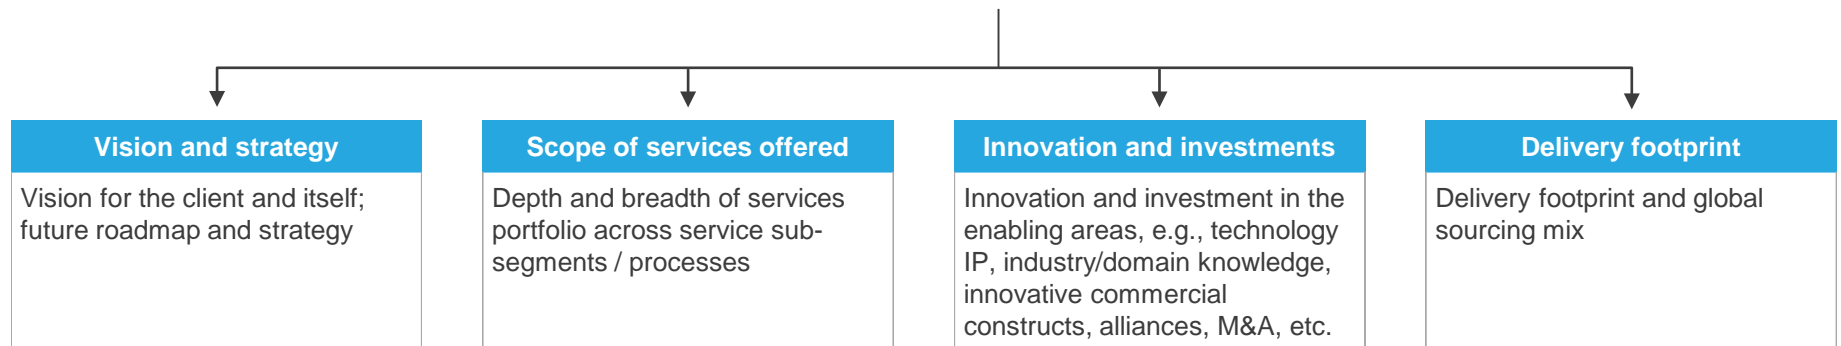 Vision and strategy
Vision for the client and itself;
future roadmap and strategy
Scope of services offered
Depth and breadth of services
portfolio across service sub-
segments / processes
Innovation and investments
Innovation and investment in the
enabling areas, e.g., technology
IP, industry/domain knowledge,
innovative commercial
constructs, alliances, M&A, etc.
Delivery footprint
Delivery footprint and global
sourcing mix